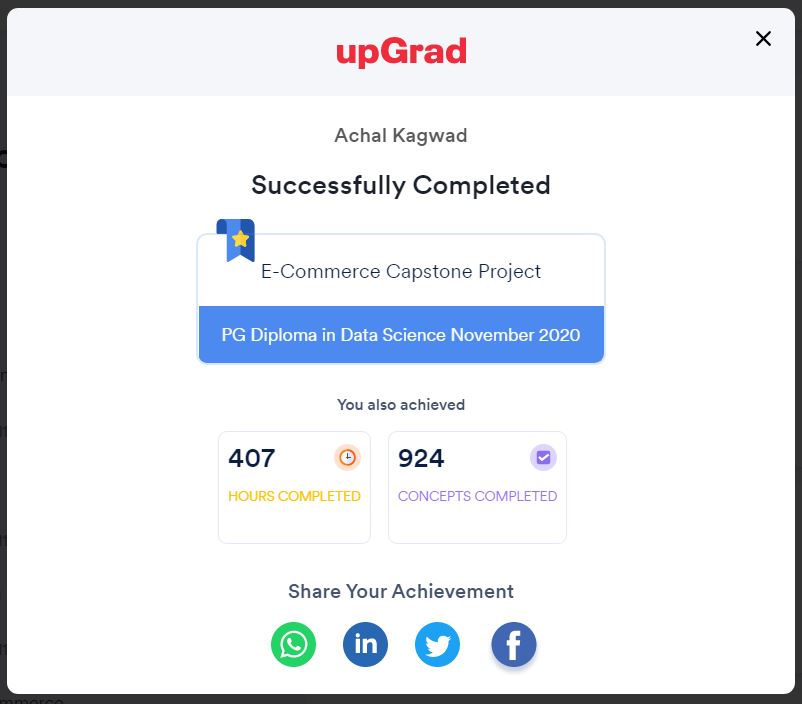 upGrad
Achal Kagwad
Successfully Completed
E-Commerce Capstone Project
PG Diploma in Data Science November 2020
You also achieved
407
HOURS COMPLETED
924
CONCEPTS COMPLETED
Share Your Achievement
in
f